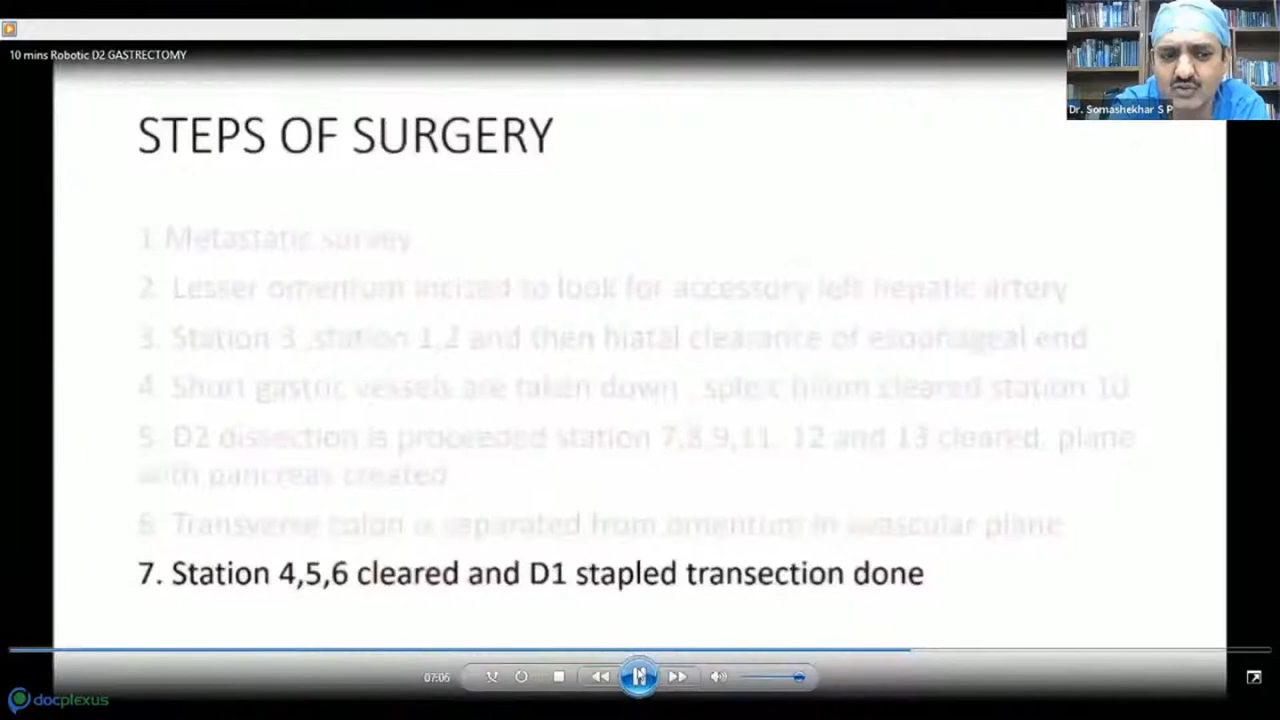 10 mins Robotic D2 GASTRECTOMY
Dr. Somashekhar S P
STEPS OF SURGERY
1 Metastatic survey
2. Lesser omentum incised to look for accessory left hepatic artery
3. Station 3 ,station 1,2 and then hiatal clearance of esophageal end
4. Short gastric vessels are taken down , spleic hilum cleared station 10
5. D2 dissection is proceeded station 7,8,9,11, 12 and 13 cleared, plane
with pancreas created
6. Transverse colon is separated from omentum in avascular plane
7. Station 4,5,6 cleared and D1 stapled transection done
07:06
docplexus